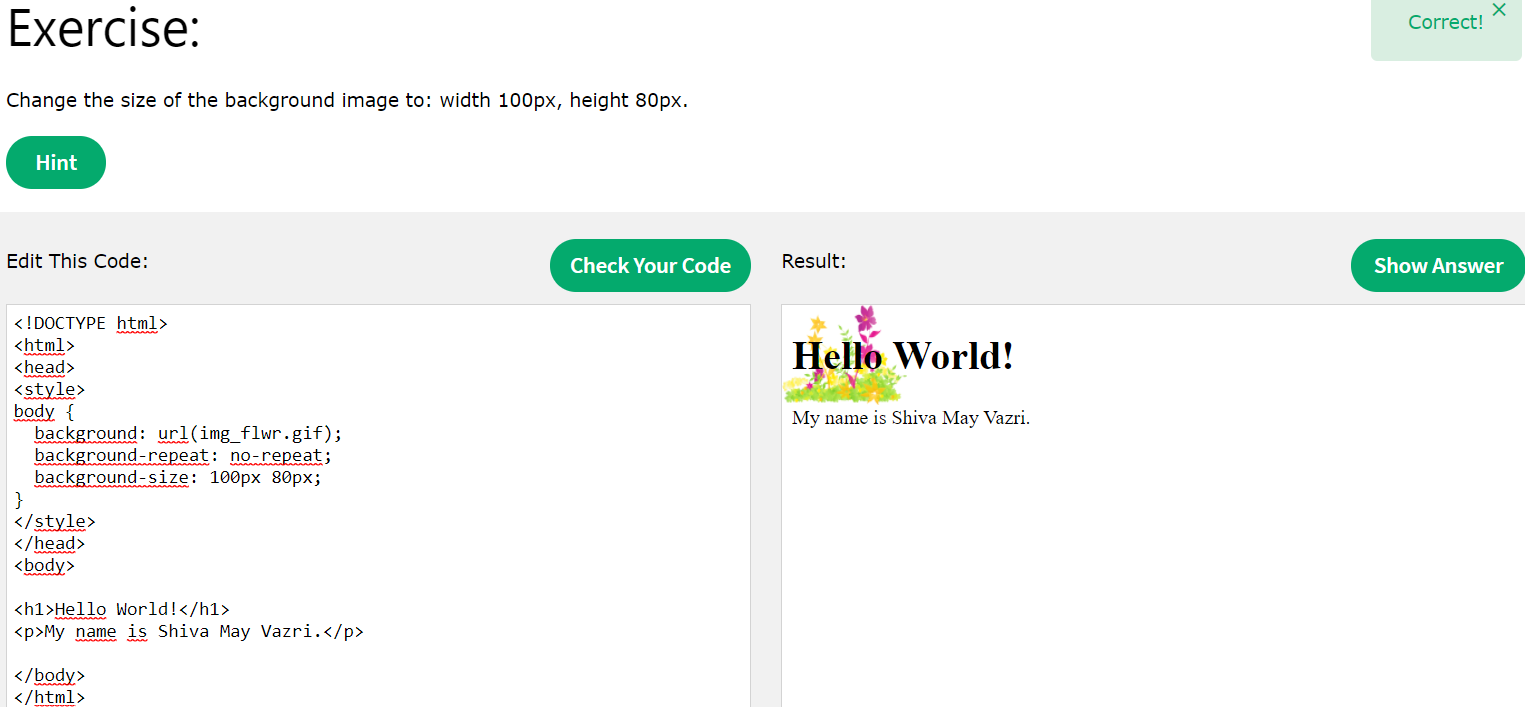 Exercise:
Correct! ×
Change the size of the background image to: width 100px, height 80px.
Hint
Edit This Code:
Check Your Code
<!DOCTYPE html>
<html>
<head>
<style>
body {
  background: url(img_flwr.gif);
  background-repeat: no-repeat;
  background-size: 100px 80px;
}
</style>
</head>
<body>

<h1>Hello World!</h1>
<p>My name is Shiva May Vazri.</p>

</body>
</html>
Result:
Show Answer
Hello World!
My name is Shiva May Vazri.